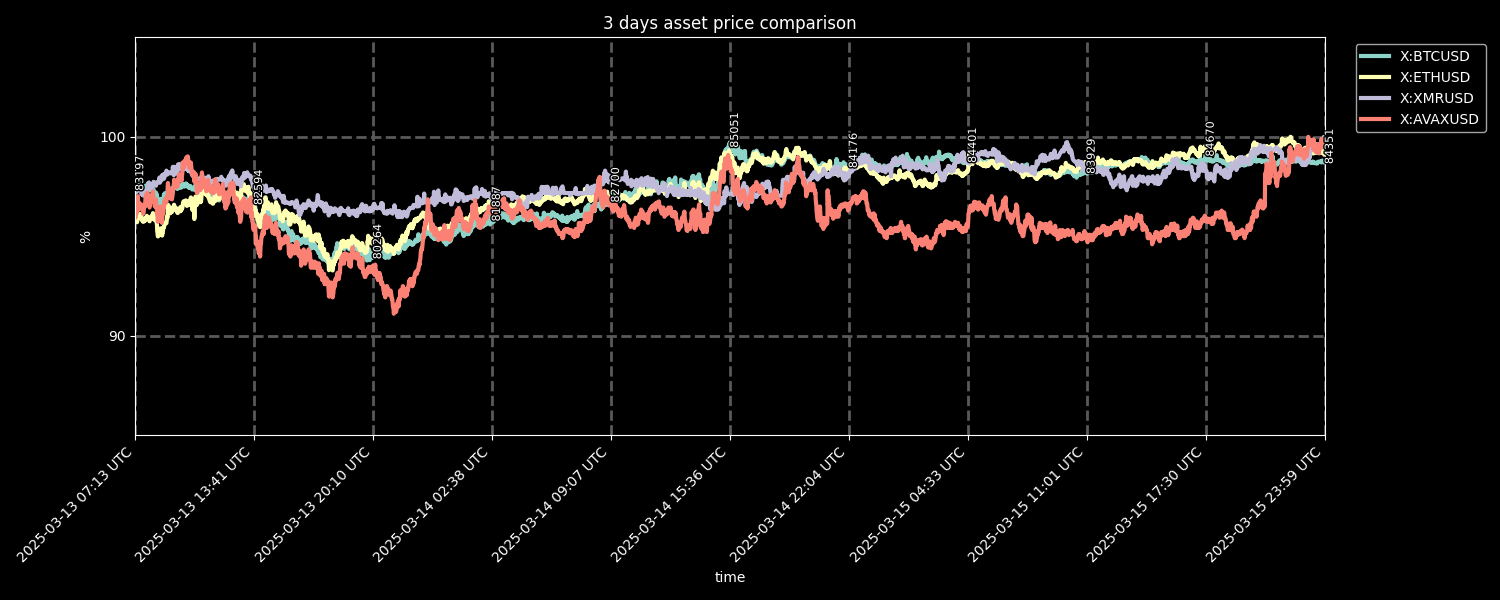 3 days asset price comparison
X:BTCUSD
X:ETHUSD
X:XMRUSD
X:AVAXUSD
100
90
%
83197
82594
80264
81887
82700
85051
84176
84401
83929
84670
84351
2025-03-13 07:13 UTC
2025-03-13 13:41 UTC
2025-03-13 20:10 UTC
2025-03-14 02:38 UTC
2025-03-14 09:07 UTC
2025-03-14 15:36 UTC
2025-03-14 22:04 UTC
2025-03-15 04:33 UTC
2025-03-15 11:01 UTC
2025-03-15 17:30 UTC
2025-03-15 23:59 UTC
time